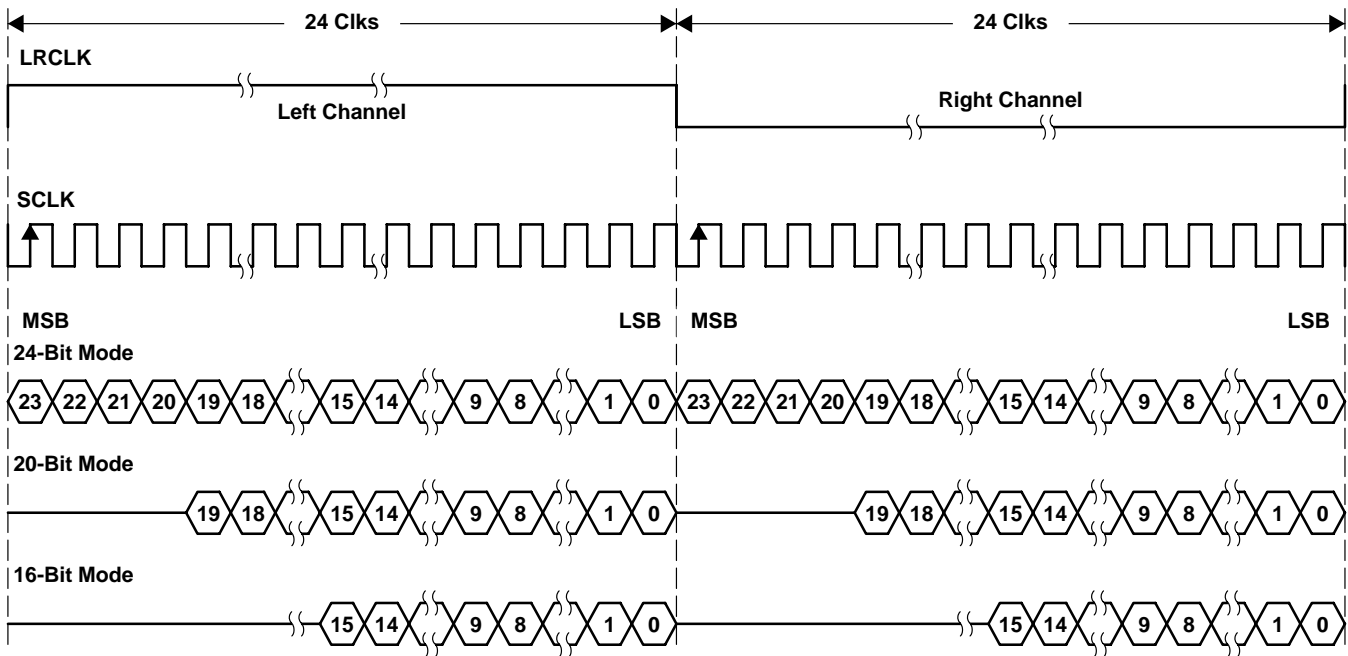 24 Clks 24 Clks
LRCLK
Left Channel Right Channel
SCLK
MSB LSB MSB LSB
24-Bit Mode
23 22 21 20 19 18 15 14 9 8 1 0 23 22 21 20 19 18 15 14 9 8 1 0
20-Bit Mode
19 18 15 14 9 8 1 0 19 18 15 14 9 8 1 0
16-Bit Mode
15 14 9 8 1 0 15 14 9 8 1 0